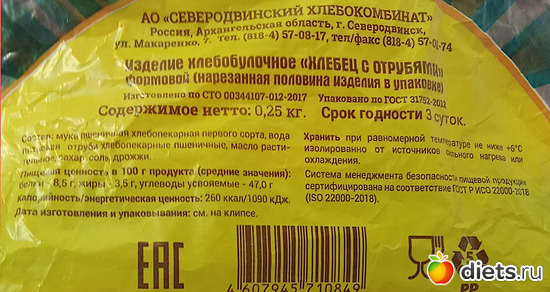 АО «СЕВЕРОДВИНСКИЙ ХЛЕБОКОМБИНАТ»
Россия, Архангельская область, г. Северодвинск,
ул. Макаренко, 7. Тел. (818-4) 57-08-17, тел/факс (818-4) 57-01-74
ИЗДЕЛИЕ ХЛЕБОБУЛОЧНОЕ «ХЛЕБЕЦ С ОТРУБЯМИ»
ФОРМОВОЙ (НАРЕЗАННАЯ ПОЛОВИНА ИЗДЕЛИЯ В УПАКОВКЕ)
Изготовлено по СТО 00344107-012-2017 Упаковано по ГОСТ 31752-2012
Содержимое нетто: 0,25 кг. Срок годности 3 суток.
Состав: мука пшеничная хлебопекарная первого сорта, вода
отруби хлебопекарные пшеничные, масло расти-
сахар, соль, дрожжи.
Пищевая ценность в 100 г продукта (средние значения):
- 8,5 г, жиры - 3,5 г, углеводы усвояемые - 47,0 г
Калорийность/энергетическая ценность: 260 ккал/1090 кДж.
Дата изготовления и упаковывания: см. на клипсе.
Хранить при равномерной температуре не ниже +6°С
изолированно от источников сильного нагрева или
охлаждения.
Система менеджмента безопасности пищевой продукции
сертифицирована на соответствие ГОСТ Р ИСО 22000-2018
(ISO 22000-2018).
ЕАС
4607945710849
5
PP
diets.ru